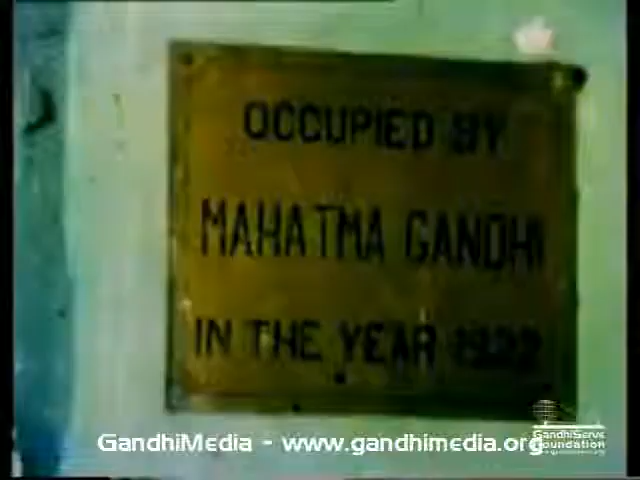 OCCUPIED BY
MAHATMA GANDHI
IN THE YEAR
GandhiMedia - www.gandhimedia.org
GandhiServe
Foundation